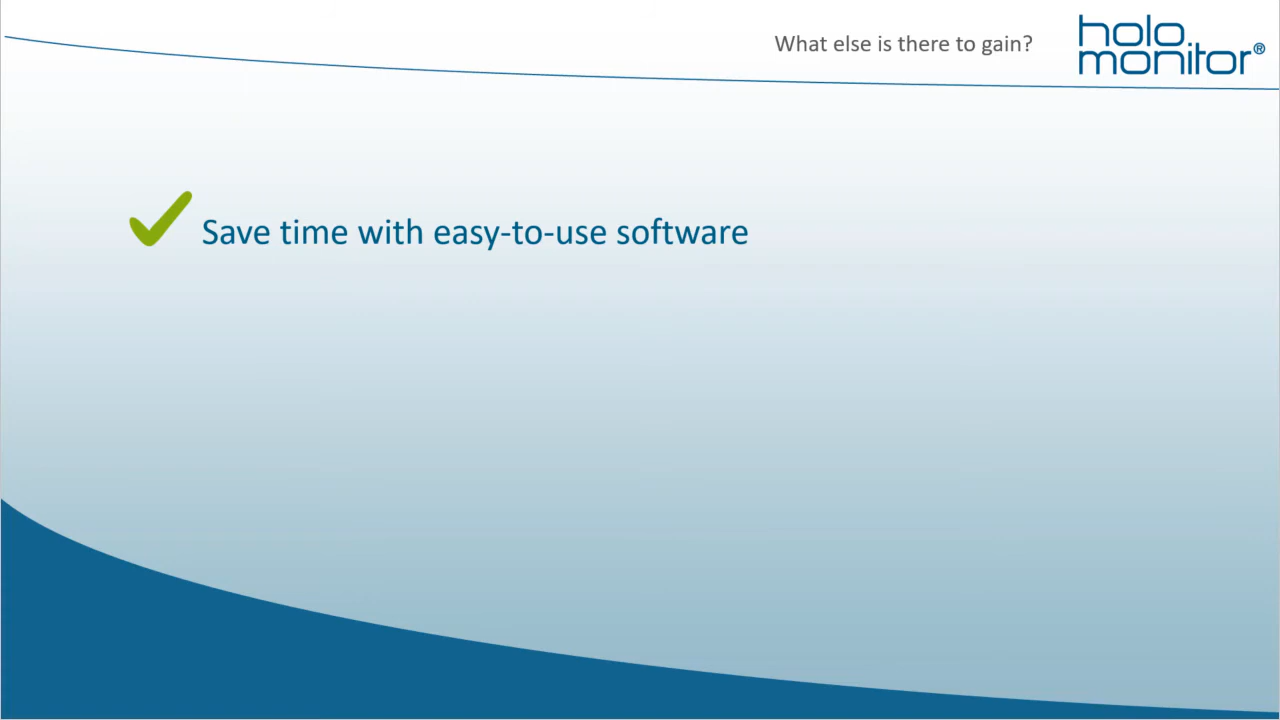 What else is there to gain?
holo
monitor®
Save time with easy-to-use software